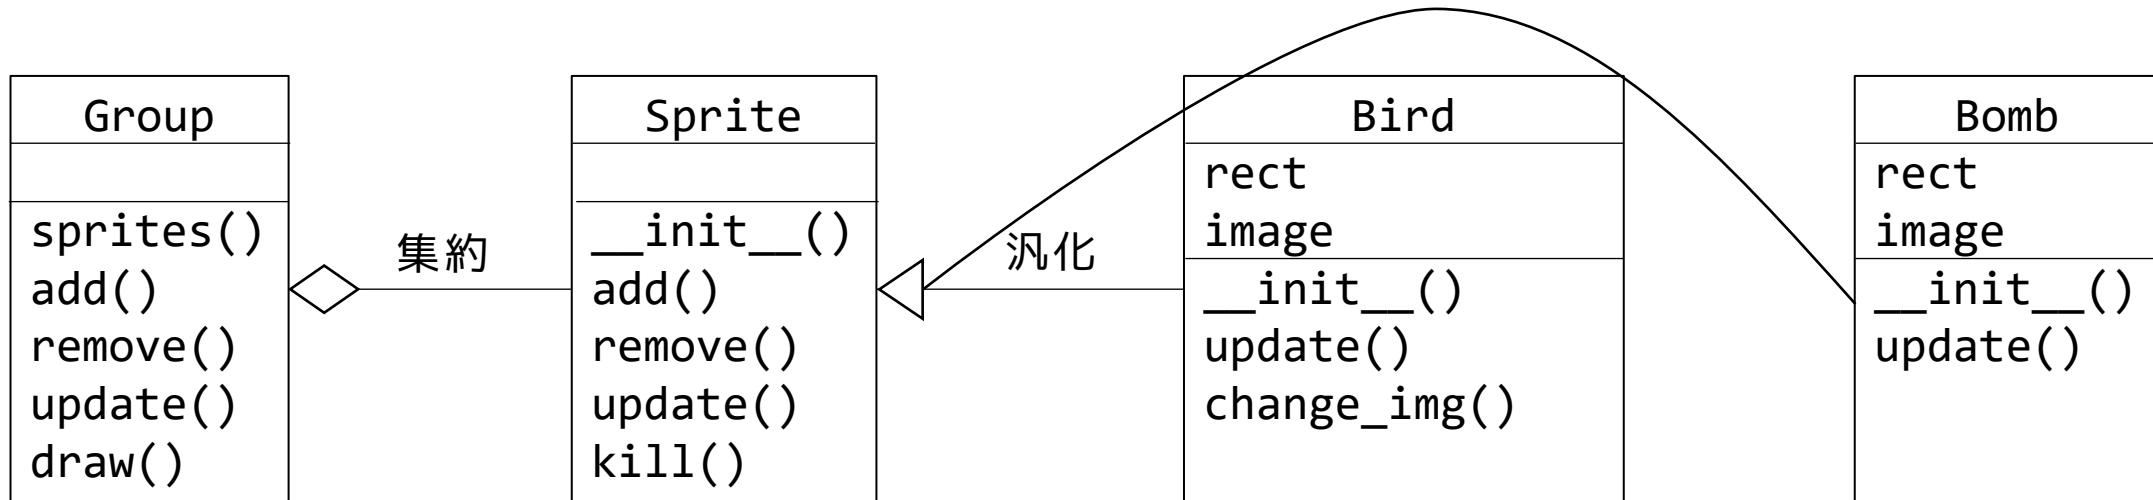 Group
sprites()
add()
remove()
update()
draw()
集約
Sprite
__init__()
add()
remove()
update()
kill()
汎化
Bird
rect
image
__init__()
update()
change_img()
Bomb
rect
image
__init__()
update()